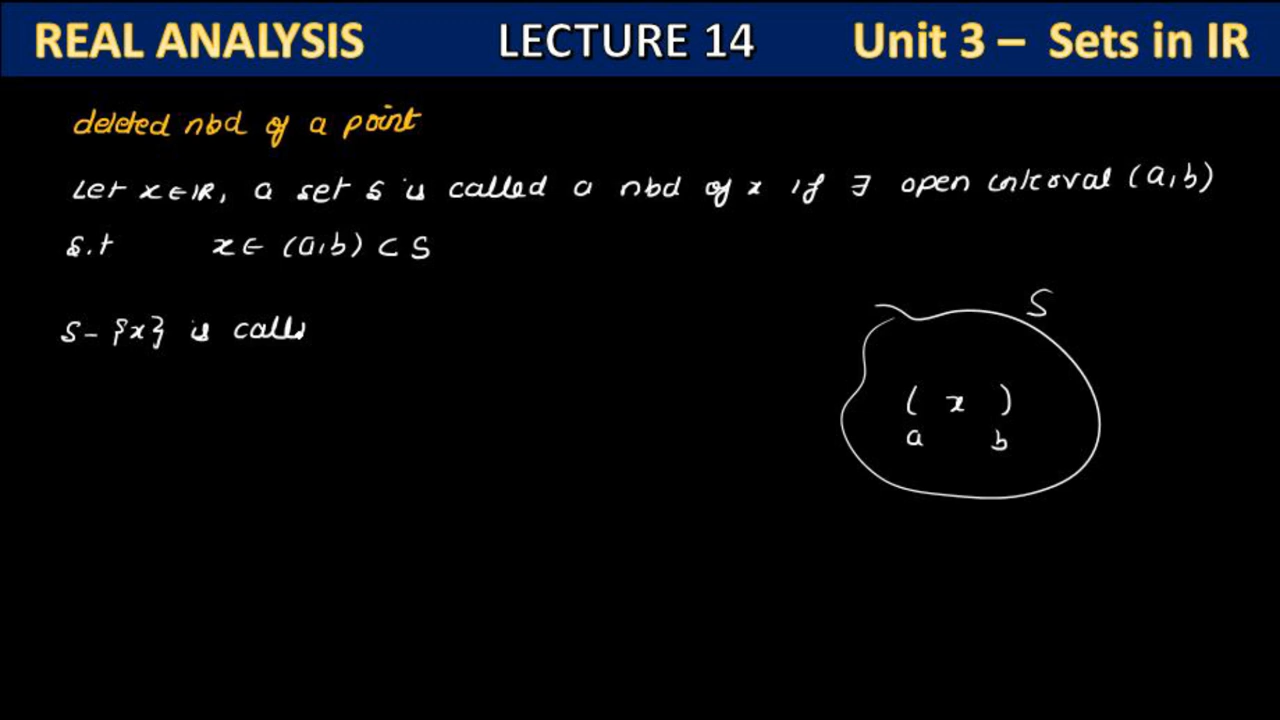 REAL ANALYSIS LECTURE 14 Unit 3 – Sets in IR
deleted nbd of a point
Let x ∈ IR, a set S is called a nbd of x if ∃ open interval (a,b)
s.t x ∈ (a,b) ⊂ S
S - {x} is calle
S
( x )
a b